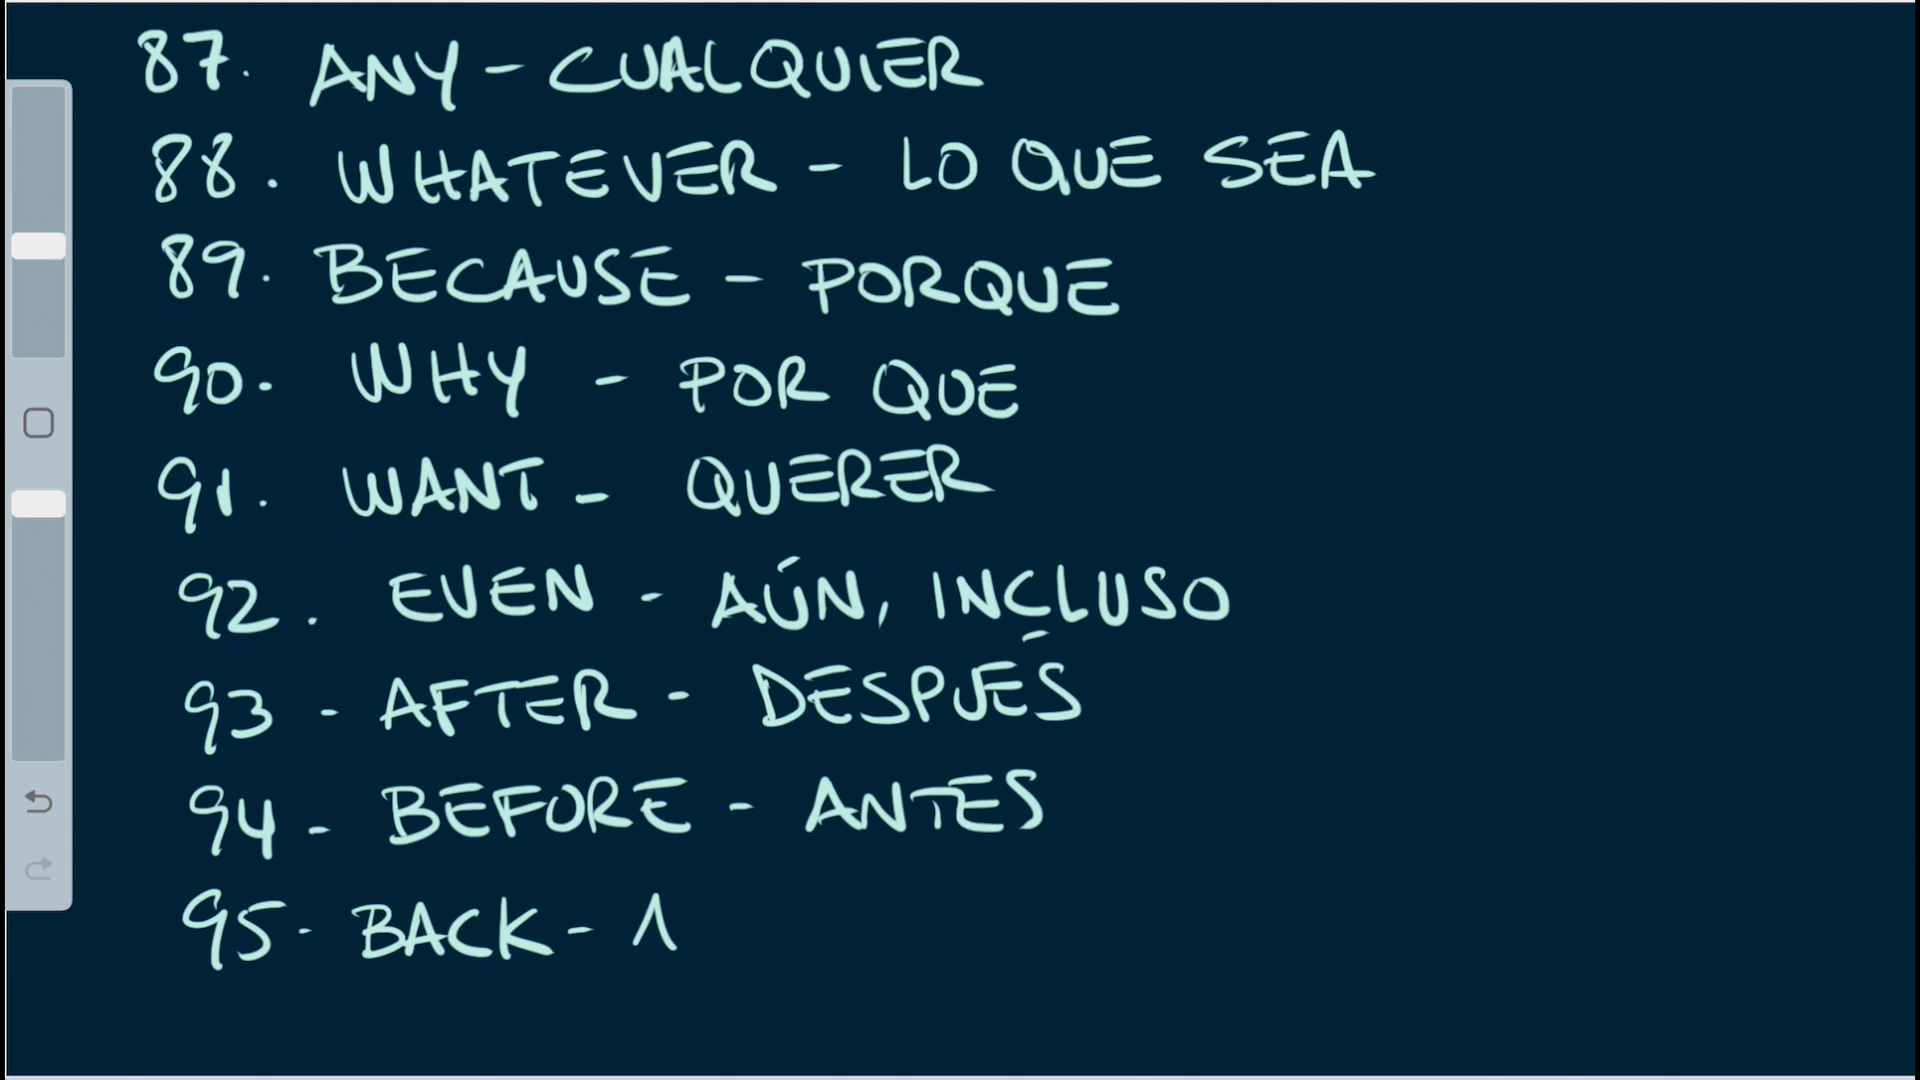 87. ANY - CUALQUIER
88. WHATEVER - LO QUE SEA
89. BECAUSE - PORQUE
90. WHY - POR QUE
91. WANT - QUERER
92. EVEN - AÚN, INCLUSO
93 - AFTER - DESPUÉS
94 - BEFORE - ANTES
95 - BACK -